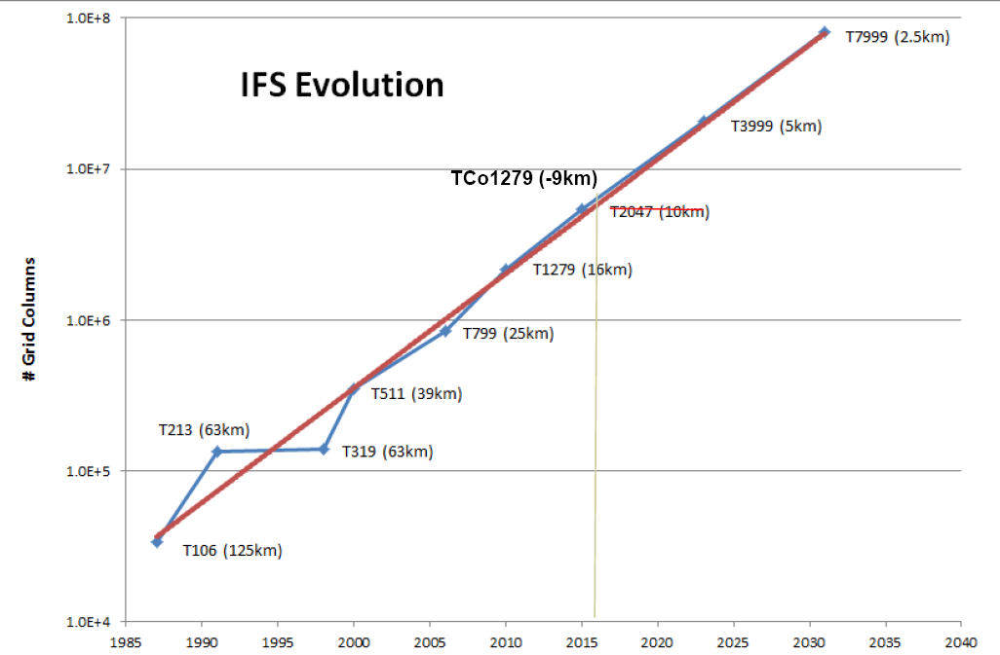 1.0E+8
T7999 (2.5km)
IFS Evolution
T3999 (5km)
1.0E+7
TCo1279 (-9km)
T2047 (10km)
T1279 (16km)
1.0E+6
T799 (25km)
# Grid Columns
T511 (39km)
T213 (63km)
T319 (63km)
1.0E+5
T106 (125km)
1.0E+4
1985 1990 1995 2000 2005 2010 2015 2020 2025 2030 2035 2040